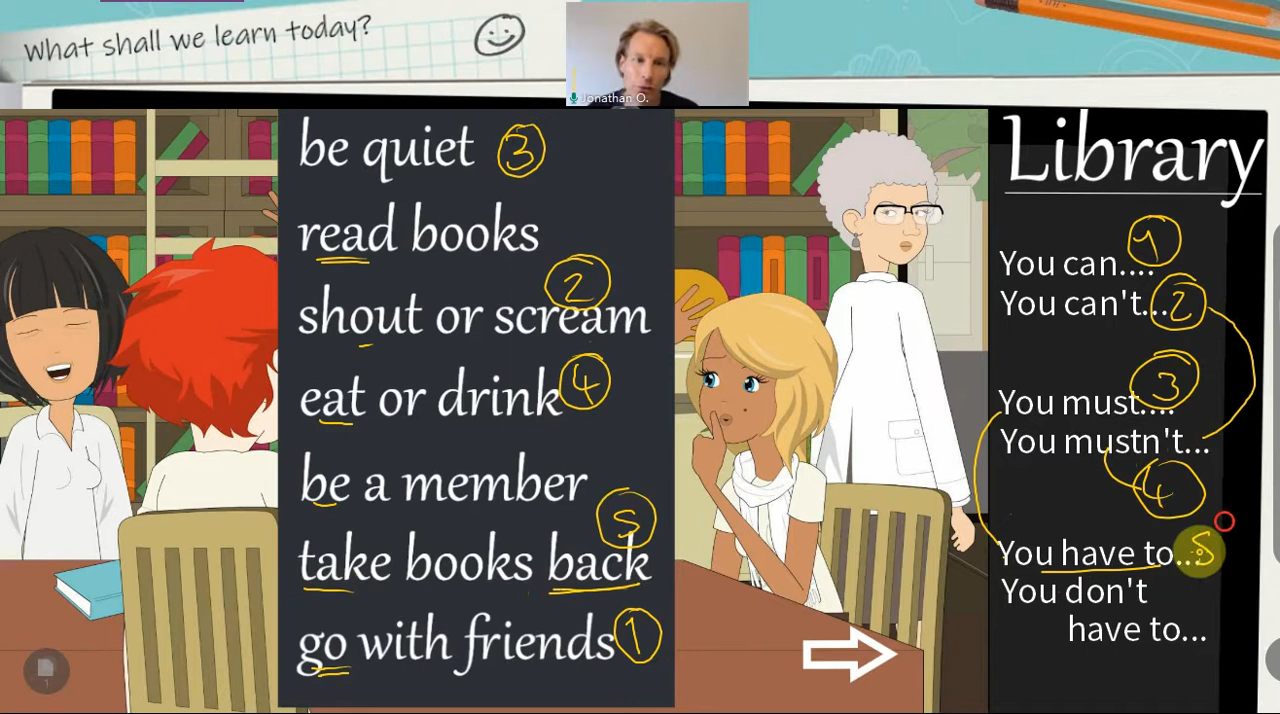 What shall we learn today?
Jonathan O.
be quiet 3
read books
shout or scream 2
eat or drink 4
be a member
take books back 5
go with friends 1
1
Library
You can.... 1
You can't... 2
You must.... 3
You mustn't... 4
You have to... 5
You don't
have to...